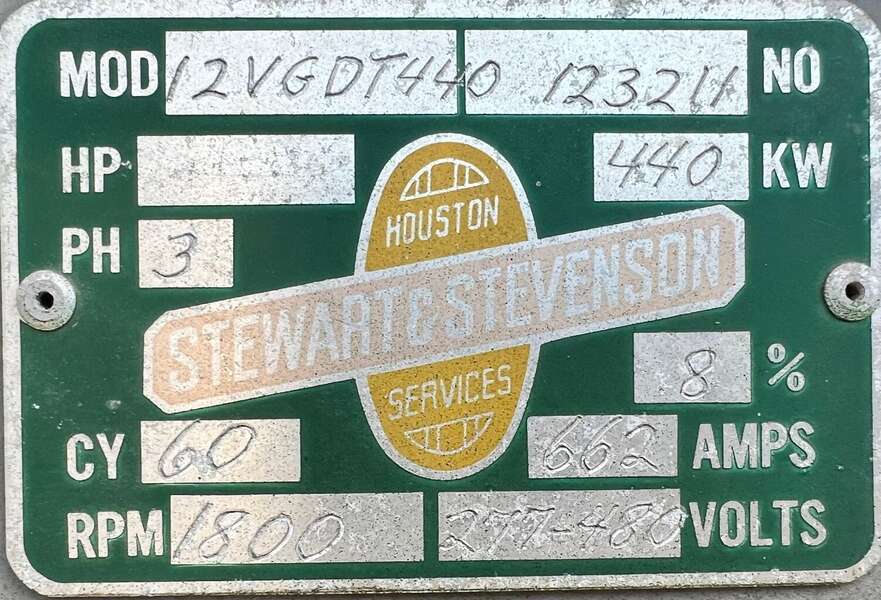 MOD 12VGDT440 123211 NO
HP 440 KW
PH 3
HOUSTON
STEWART & STEVENSON
SERVICES
8 %
CY 60 662 AMPS
RPM 1800 277-480 VOLTS